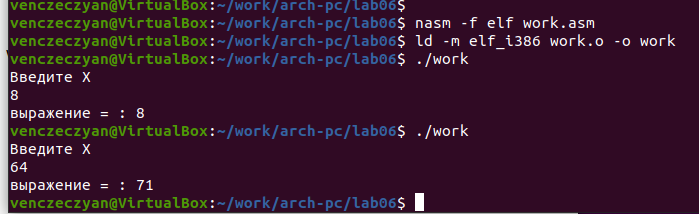 venczeczyan@VirtualBox:~/work/arch-pc/lab06$
venczeczyan@VirtualBox:~/work/arch-pc/lab06$ nasm -f elf work.asm
venczeczyan@VirtualBox:~/work/arch-pc/lab06$ ld -m elf_i386 work.o -o work
venczeczyan@VirtualBox:~/work/arch-pc/lab06$ ./work
Введите X
8
выражение = : 8
venczeczyan@VirtualBox:~/work/arch-pc/lab06$ ./work
Введите X
64
выражение = : 71
venczeczyan@VirtualBox:~/work/arch-pc/lab06$